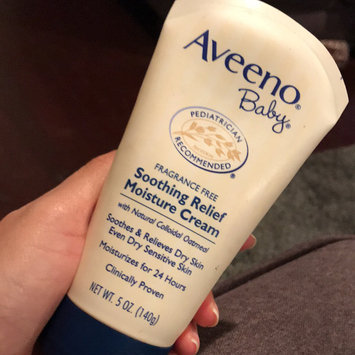 Aveeno®
Baby®
PEDIATRICIAN
RECOMMENDED®
FRAGRANCE FREE
Soothing Relief
Moisture Cream
with Natural Colloidal Oatmeal
Soothes & Relieves Dry Skin
Even Dry Sensitive Skin
Moisturizes for 24 Hours
Clinically Proven
NET WT. 5 OZ. (140g)